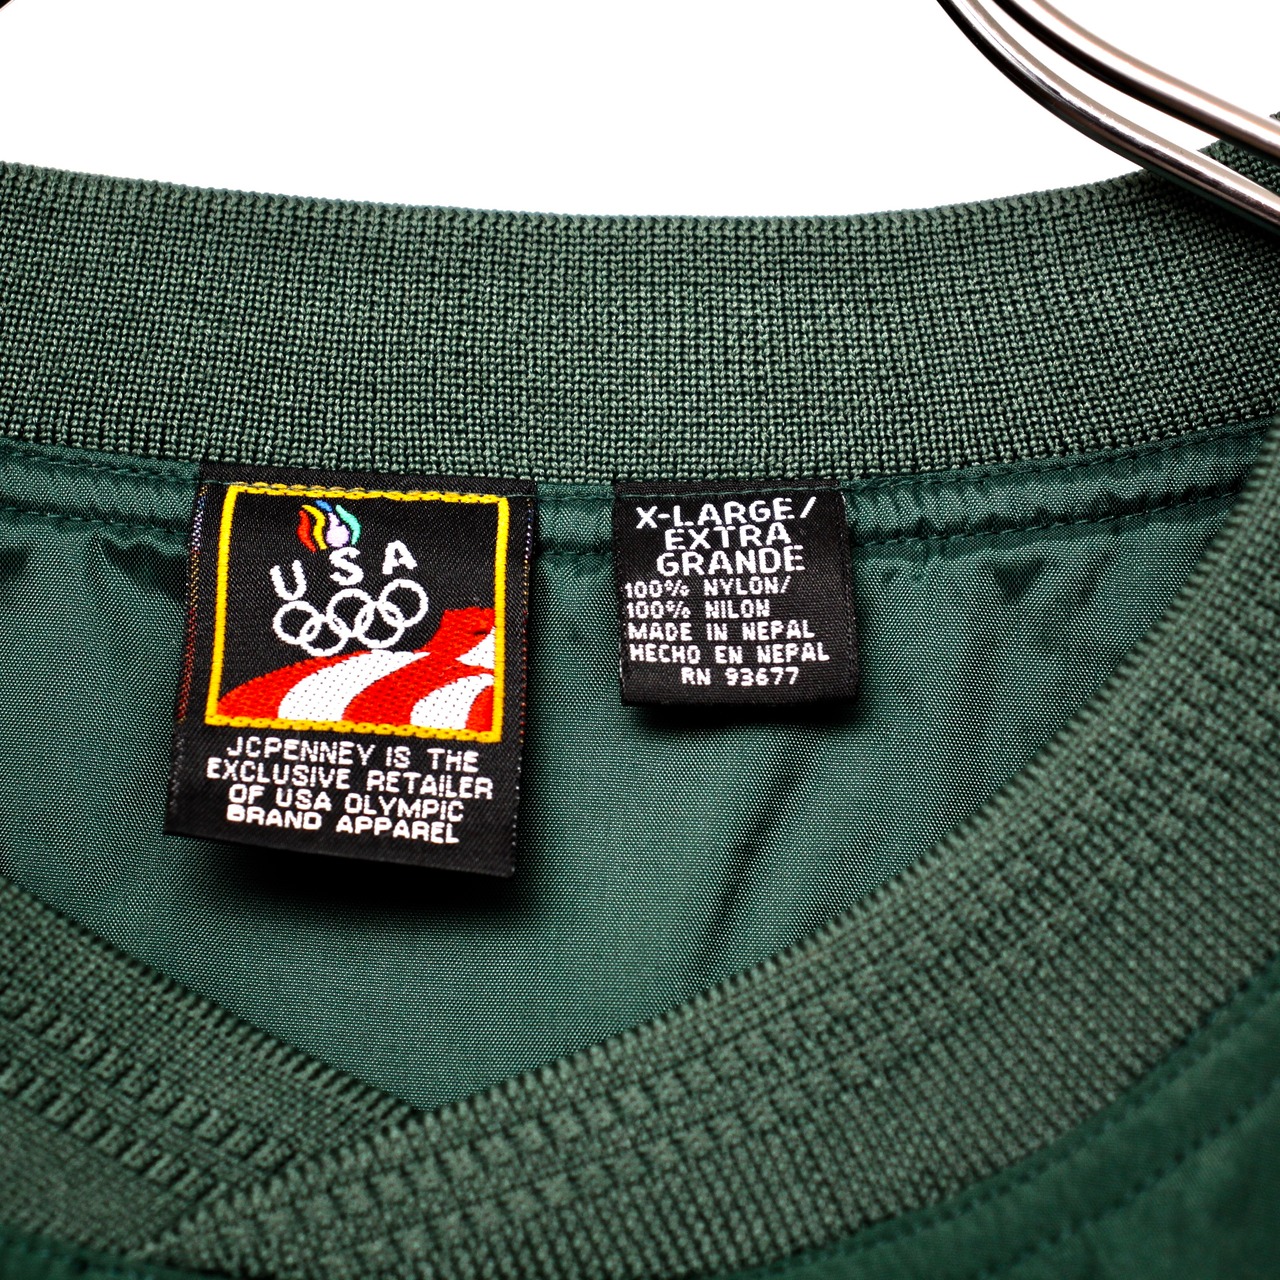 USA
JCPENNEY IS THE
EXCLUSIVE RETAILER
OF USA OLYMPIC
BRAND APPAREL
X-LARGE/
EXTRA
GRANDE
100% NYLON/
100% NILON
MADE IN NEPAL
HECHO EN NEPAL
RN 93677